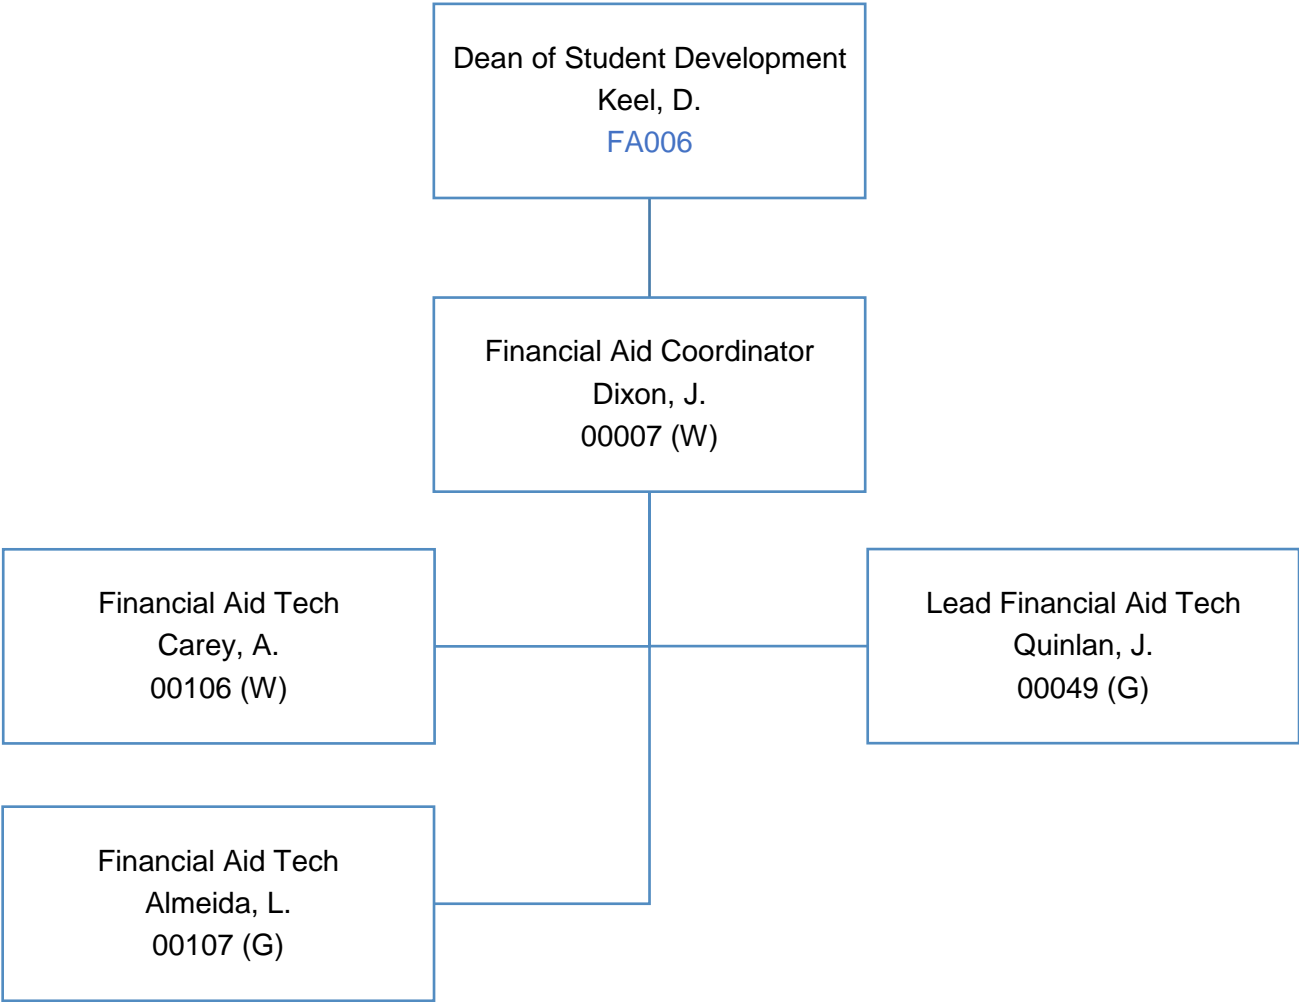 Dean of Student Development
Keel, D.
FA006
Financial Aid Coordinator
Dixon, J.
00007 (W)
Financial Aid Tech
Carey, A.
00106 (W)
Lead Financial Aid Tech
Quinlan, J.
00049 (G)
Financial Aid Tech
Almeida, L.
00107 (G)